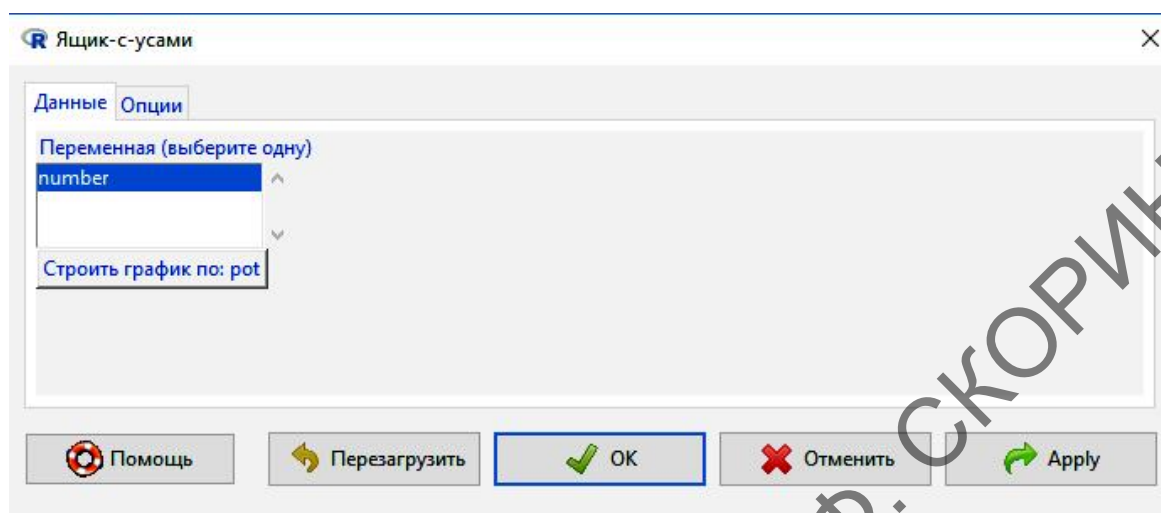 Ящик-с-усами
Данные Опции
Переменная (выберите одну)
number
Строить график по: pot
Помощь Перезагрузить OK Отменить Apply